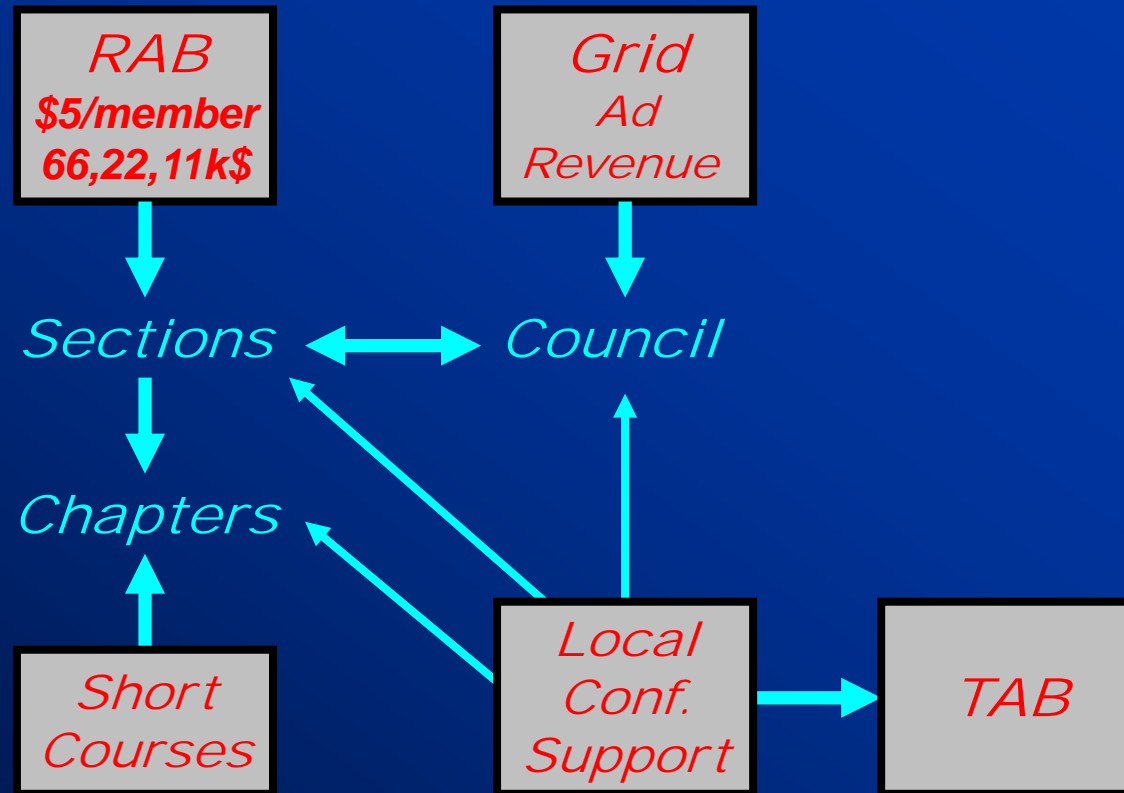 RAB
$5/member
66,22,11k$
Grid
Ad
Revenue
Sections
Council
Chapters
Short
Courses
Local
Conf.
Support
TAB